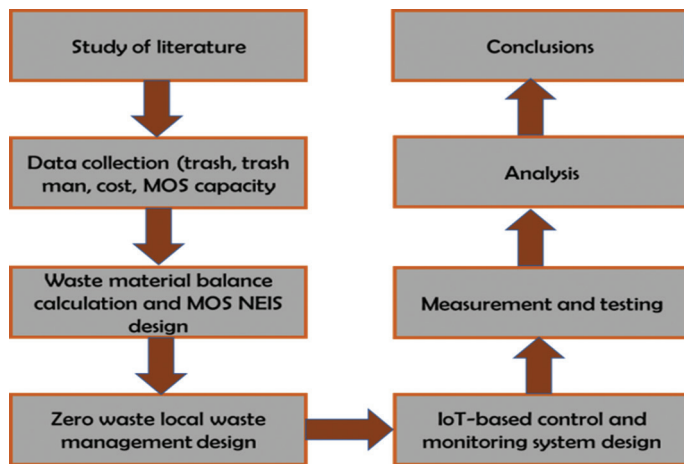 Study of literature
Data collection (trash, trash
man, cost, MOS capacity
Waste material balance
calculation and MOS NEIS
design
Zero waste local waste
management design
IoT-based control and
monitoring system design
Measurement and testing
Analysis
Conclusions